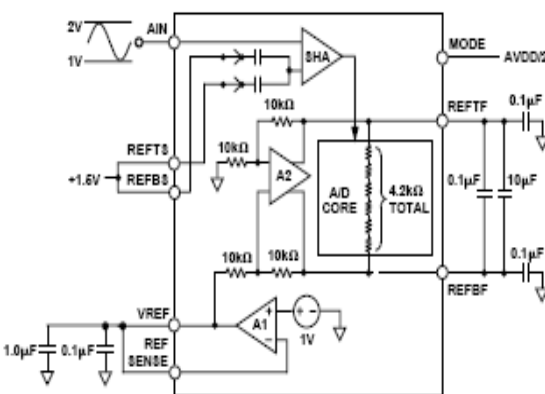 2V
1V
AIN
SHA
MODE
AVDD/2
10kΩ
REFTF
0.1µF
REFTS
10kΩ
+1.5V
REFBS
A2
A/D
CORE
4.2kΩ
TOTAL
0.1µF
10µF
0.1µF
10kΩ
10kΩ
REFBF
VREF
A1
1V
REF
SENSE
1.0µF
0.1µF